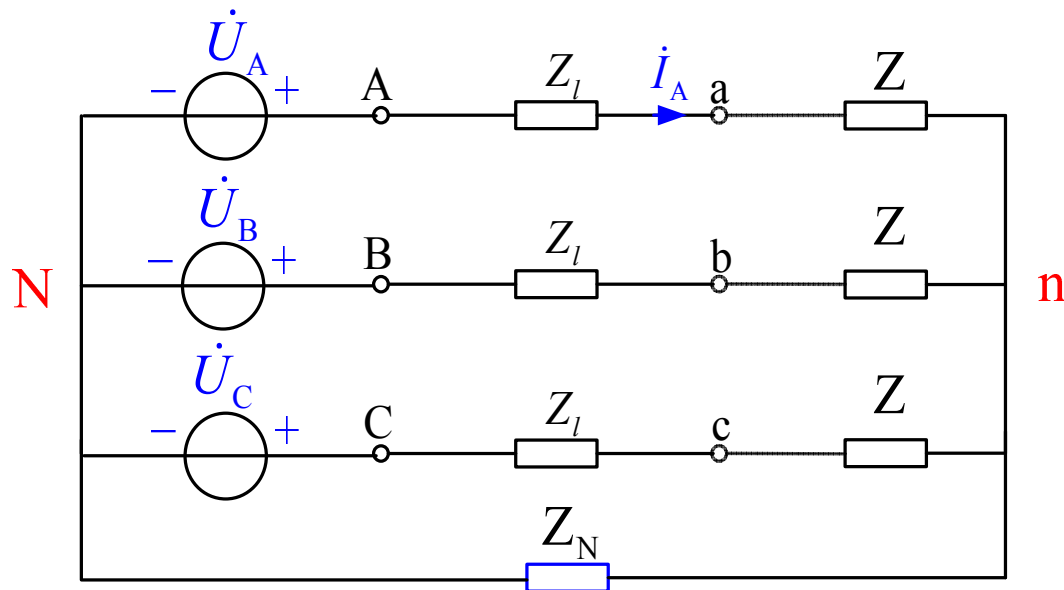 U̇A Zl İA Z
− + A a
U̇B Zl Z
− + B b
N n
U̇C Zl Z
− + C c
ZN